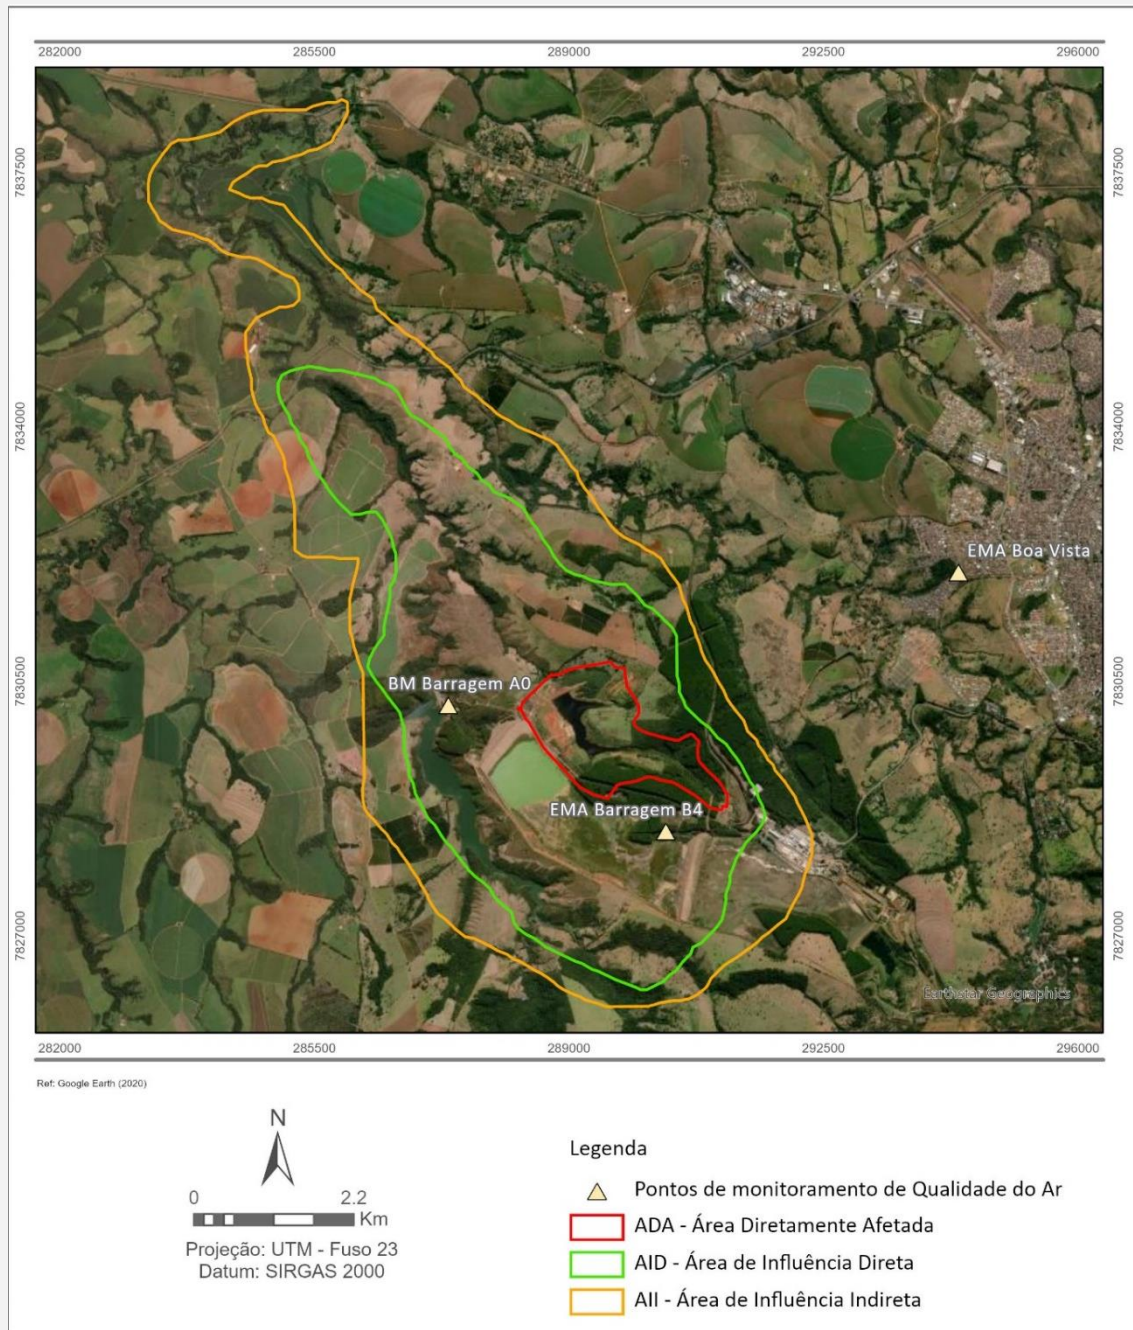 282000 285500 289000 292500 296000
7837500
7837500
7834000
7834000
EMA Boa Vista
7830500
7830500
BM Barragem A0
EMA Barragem B4
7827000
7827000
Earthstar Geographics
282000 285500 289000 292500 296000
Ref: Google Earth (2020)
N
0 2.2
Km
Projeção: UTM - Fuso 23
Datum: SIRGAS 2000
Legenda
Pontos de monitoramento de Qualidade do Ar
ADA - Área Diretamente Afetada
AID - Área de Influência Direta
AII - Área de Influência Indireta